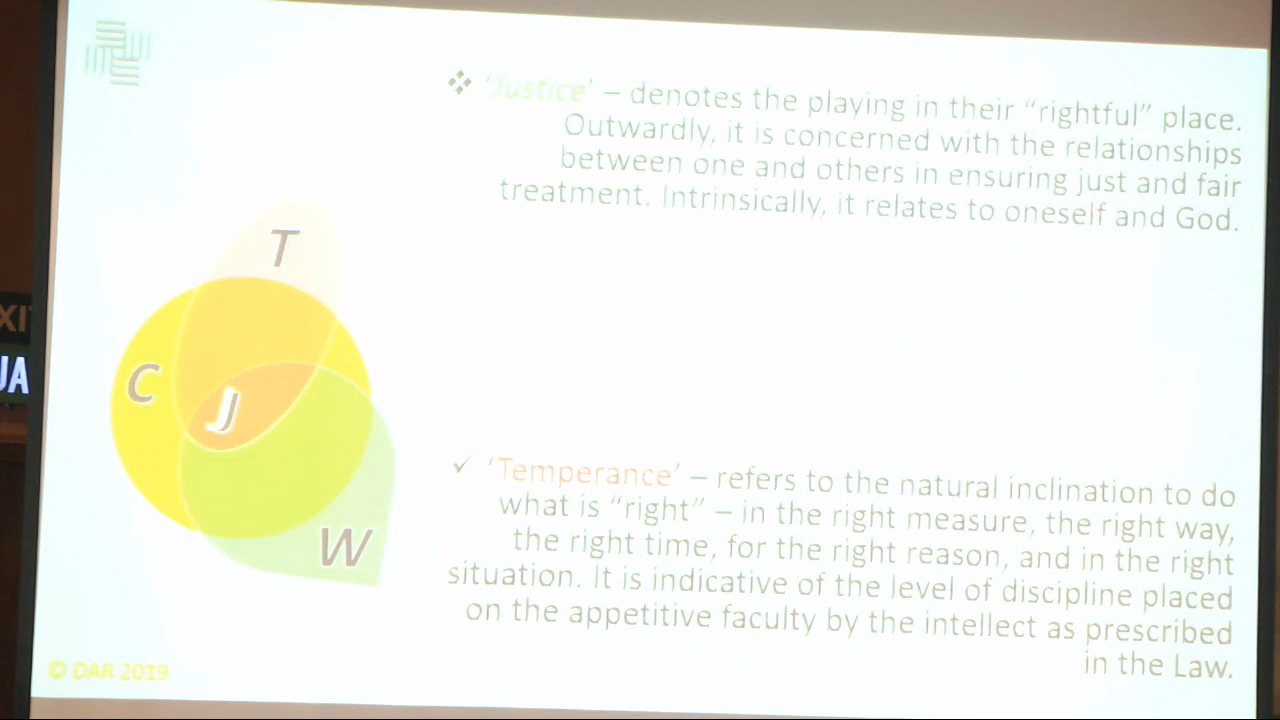 ❖ ‘Justice’ – denotes the playing in their “rightful” place.
Outwardly, it is concerned with the relationships
between one and others in ensuring just and fair
treatment. Intrinsically, it relates to oneself and God.
T
C
J
W
✓ ‘Temperance’ – refers to the natural inclination to do
what is “right” – in the right measure, the right way,
the right time, for the right reason, and in the right
situation. It is indicative of the level of discipline placed
on the appetitive faculty by the intellect as prescribed
in the Law.
© DAR 2019
XI
UA